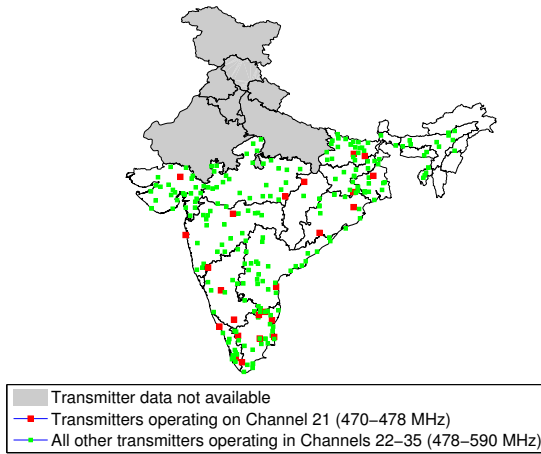 Transmitter data not available
Transmitters operating on Channel 21 (470−478 MHz)
All other transmitters operating in Channels 22−35 (478−590 MHz)